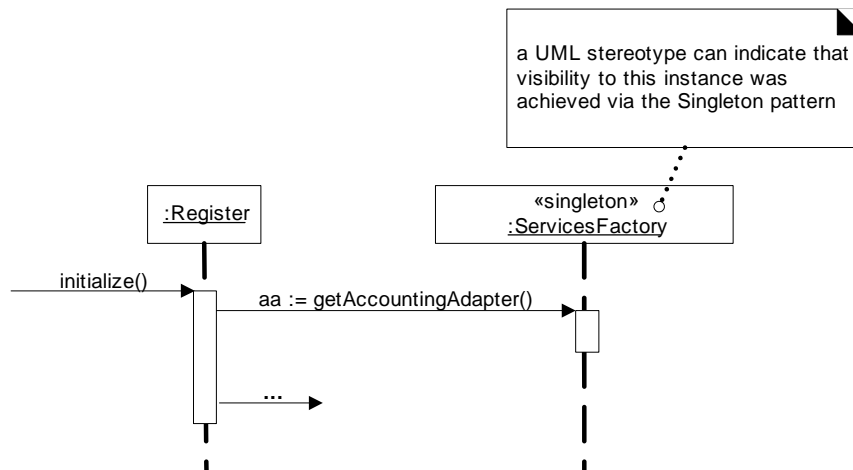 a UML stereotype can indicate that
visibility to this instance was
achieved via the Singleton pattern
:Register
«singleton»
:ServicesFactory
initialize()
aa := getAccountingAdapter()
...